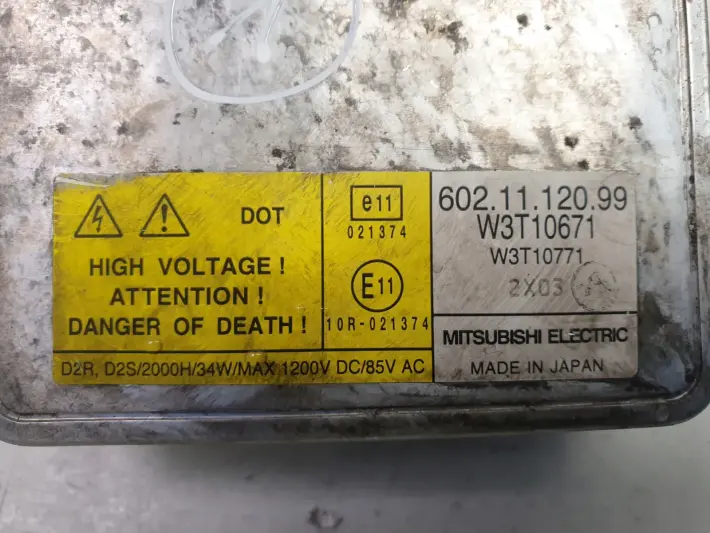 DOT
HIGH VOLTAGE !
ATTENTION !
DANGER OF DEATH !
e11
021374
E11
10R-021374
D2R, D2S/2000H/34W/MAX 1200V DC/85V AC
602.11.120.99
W3T10671
W3T10771
2X03
MITSUBISHI ELECTRIC
MADE IN JAPAN